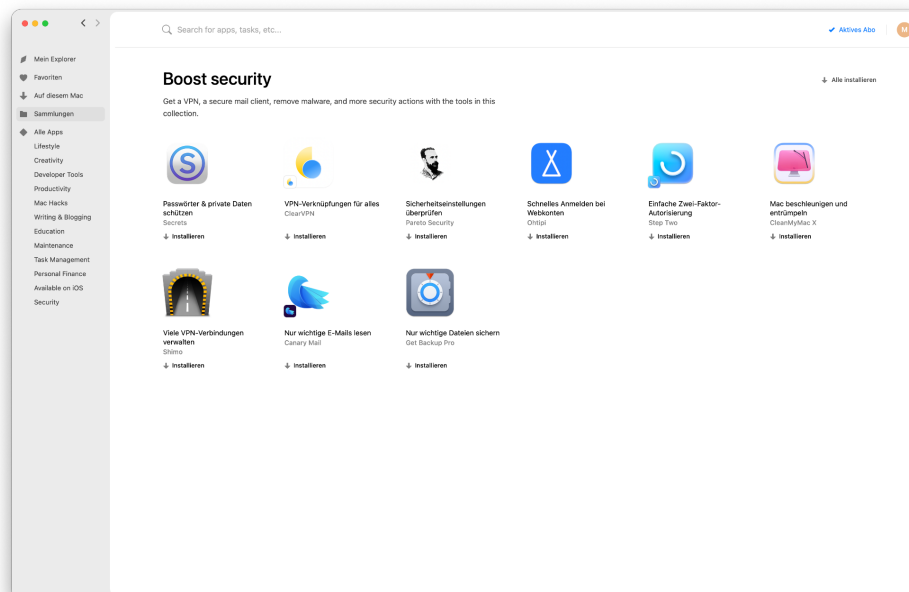 Search for apps, tasks, etc...
Aktives Abo
M
Mein Explorer
Favoriten
Auf diesem Mac
Sammlungen
Alle Apps
Lifestyle
Creativity
Developer Tools
Productivity
Mac Hacks
Writing & Blogging
Education
Maintenance
Task Management
Personal Finance
Available on iOS
Security
Boost security
Alle installieren
Get a VPN, a secure mail client, remove malware, and more security actions with the tools in this
collection.
S
Passwörter & private Daten
schützen
Secrets
Installieren
VPN-Verknüpfungen für alles
ClearVPN
Installieren
Sicherheitseinstellungen
überprüfen
Pareto Security
Installieren
Schnelles Anmelden bei
Webkonten
Ohtipi
Installieren
Einfache Zwei-Faktor-
Autorisierung
Step Two
Installieren
Mac beschleunigen und
entrümpeln
CleanMyMac X
Installieren
Viele VPN-Verbindungen
verwalten
Shimo
Installieren
Nur wichtige E-Mails lesen
Canary Mail
Installieren
Nur wichtige Dateien sichern
Get Backup Pro
Installieren